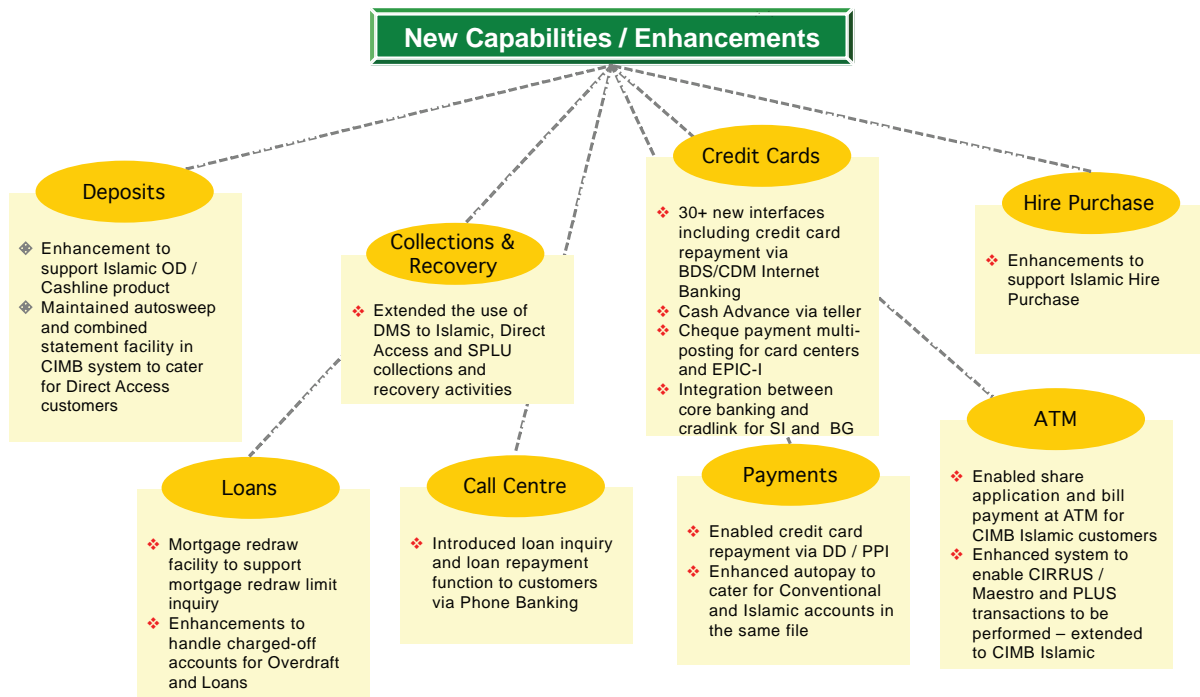 New Capabilities / Enhancements
Deposits
Enhancement to
support Islamic OD /
Cashline product
Maintained autosweep
and combined
statement facility in
CIMB system to cater
for Direct Access
customers
Collections &
Recovery
Extended the use of
DMS to Islamic, Direct
Access and SPLU
collections and
recovery activities
Credit Cards
30+ new interfaces
including credit card
repayment via
BDS/CDM Internet
Banking
Cash Advance via teller
Cheque payment multi-
posting for card centers
and EPIC-I
Integration between
core banking and
cradlink for SI and BG
Hire Purchase
Enhancements to
support Islamic Hire
Purchase
Loans
Mortgage redraw
facility to support
mortgage redraw limit
inquiry
Enhancements to
handle charged-off
accounts for Overdraft
and Loans
Call Centre
Introduced loan inquiry
and loan repayment
function to customers
via Phone Banking
Payments
Enabled credit card
repayment via DD / PPI
Enhanced autopay to
cater for Conventional
and Islamic accounts in
the same file
ATM
Enabled share
application and bill
payment at ATM for
CIMB Islamic customers
Enhanced system to
enable CIRRUS /
Maestro and PLUS
transactions to be
performed – extended
to CIMB Islamic